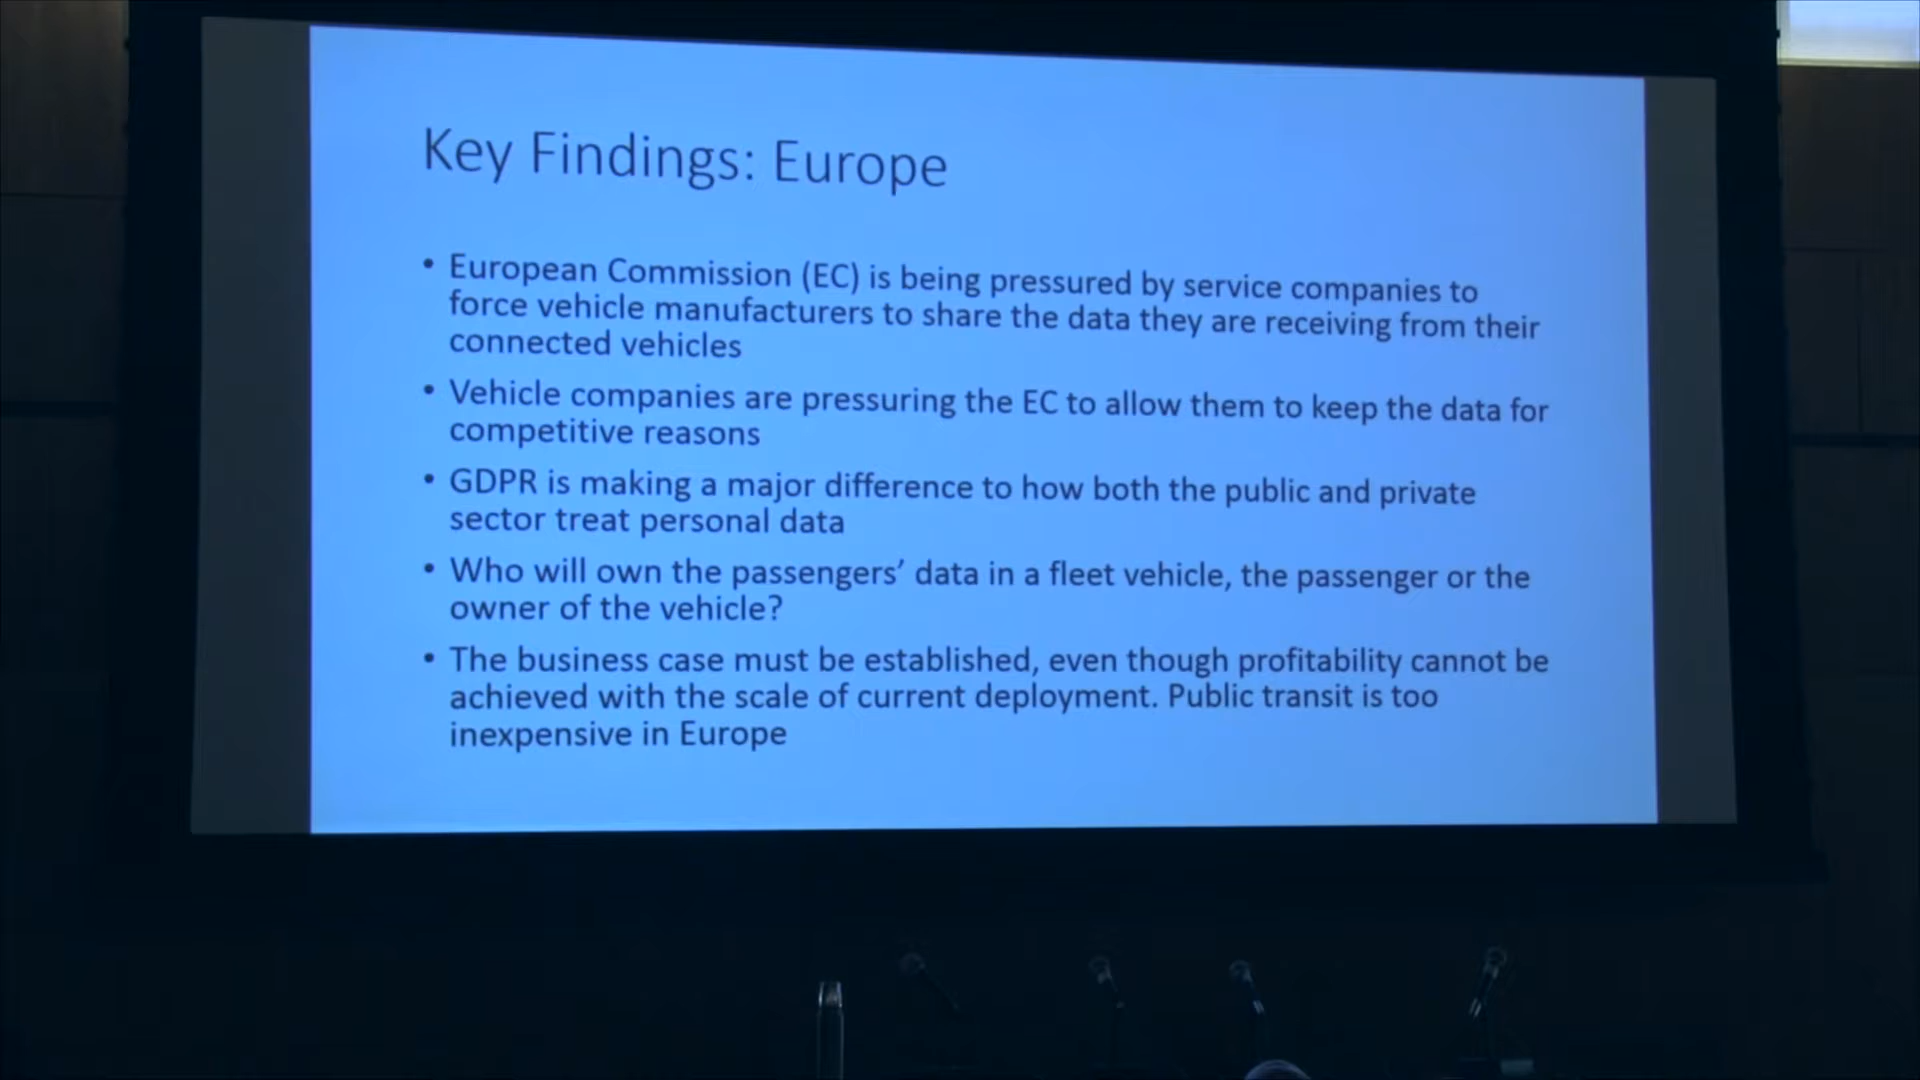 Key Findings: Europe
• European Commission (EC) is being pressured by service companies to
force vehicle manufacturers to share the data they are receiving from their
connected vehicles
• Vehicle companies are pressuring the EC to allow them to keep the data for
competitive reasons
• GDPR is making a major difference to how both the public and private
sector treat personal data
• Who will own the passengers’ data in a fleet vehicle, the passenger or the
owner of the vehicle?
• The business case must be established, even though profitability cannot be
achieved with the scale of current deployment. Public transit is too
inexpensive in Europe